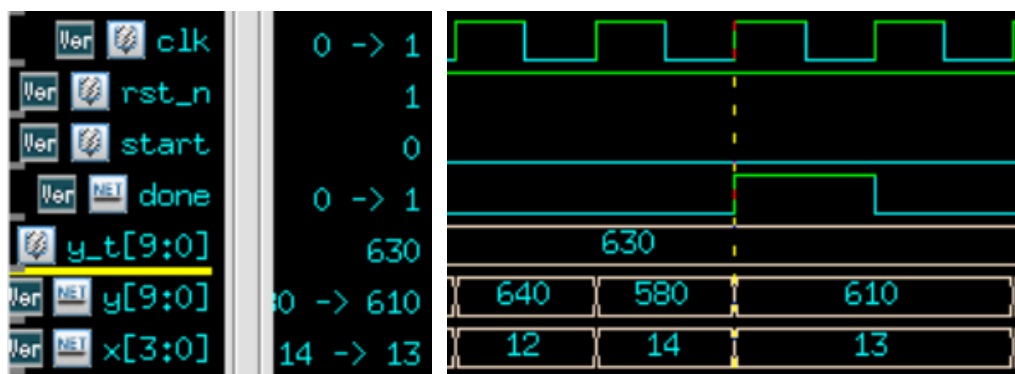 Ver clk 0 -> 1
Ver rst_n 1
Ver start 0
Ver NET done 0 -> 1
y_t[9:0] 630 630
Ver NET y[9:0] 0 -> 610 640 580 610
Ver NET x[3:0] 14 -> 13 12 14 13